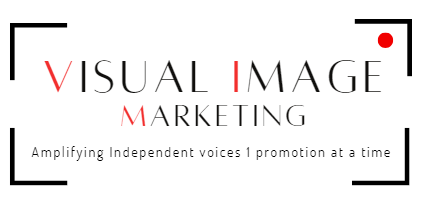 VISUAL IMAGE
MARKETING
Amplifying Independent voices 1 promotion at a time